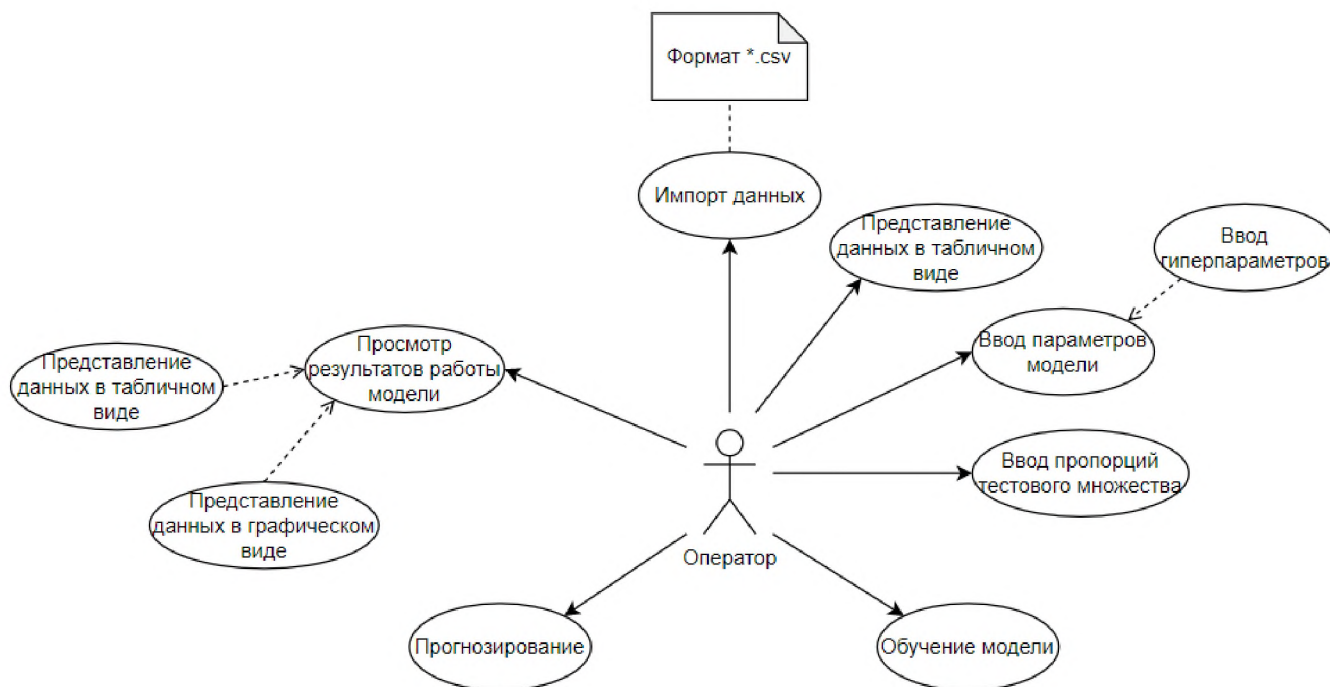 Формат *.csv
Импорт данных
Представление
данных в табличном
виде
Ввод
гиперпараметров
Ввод параметров
модели
Просмотр
результатов работы
модели
Представление
данных в табличном
виде
Ввод пропорций
тестового множества
Представление
данных в графическом
виде
Оператор
Прогнозирование
Обучение модели